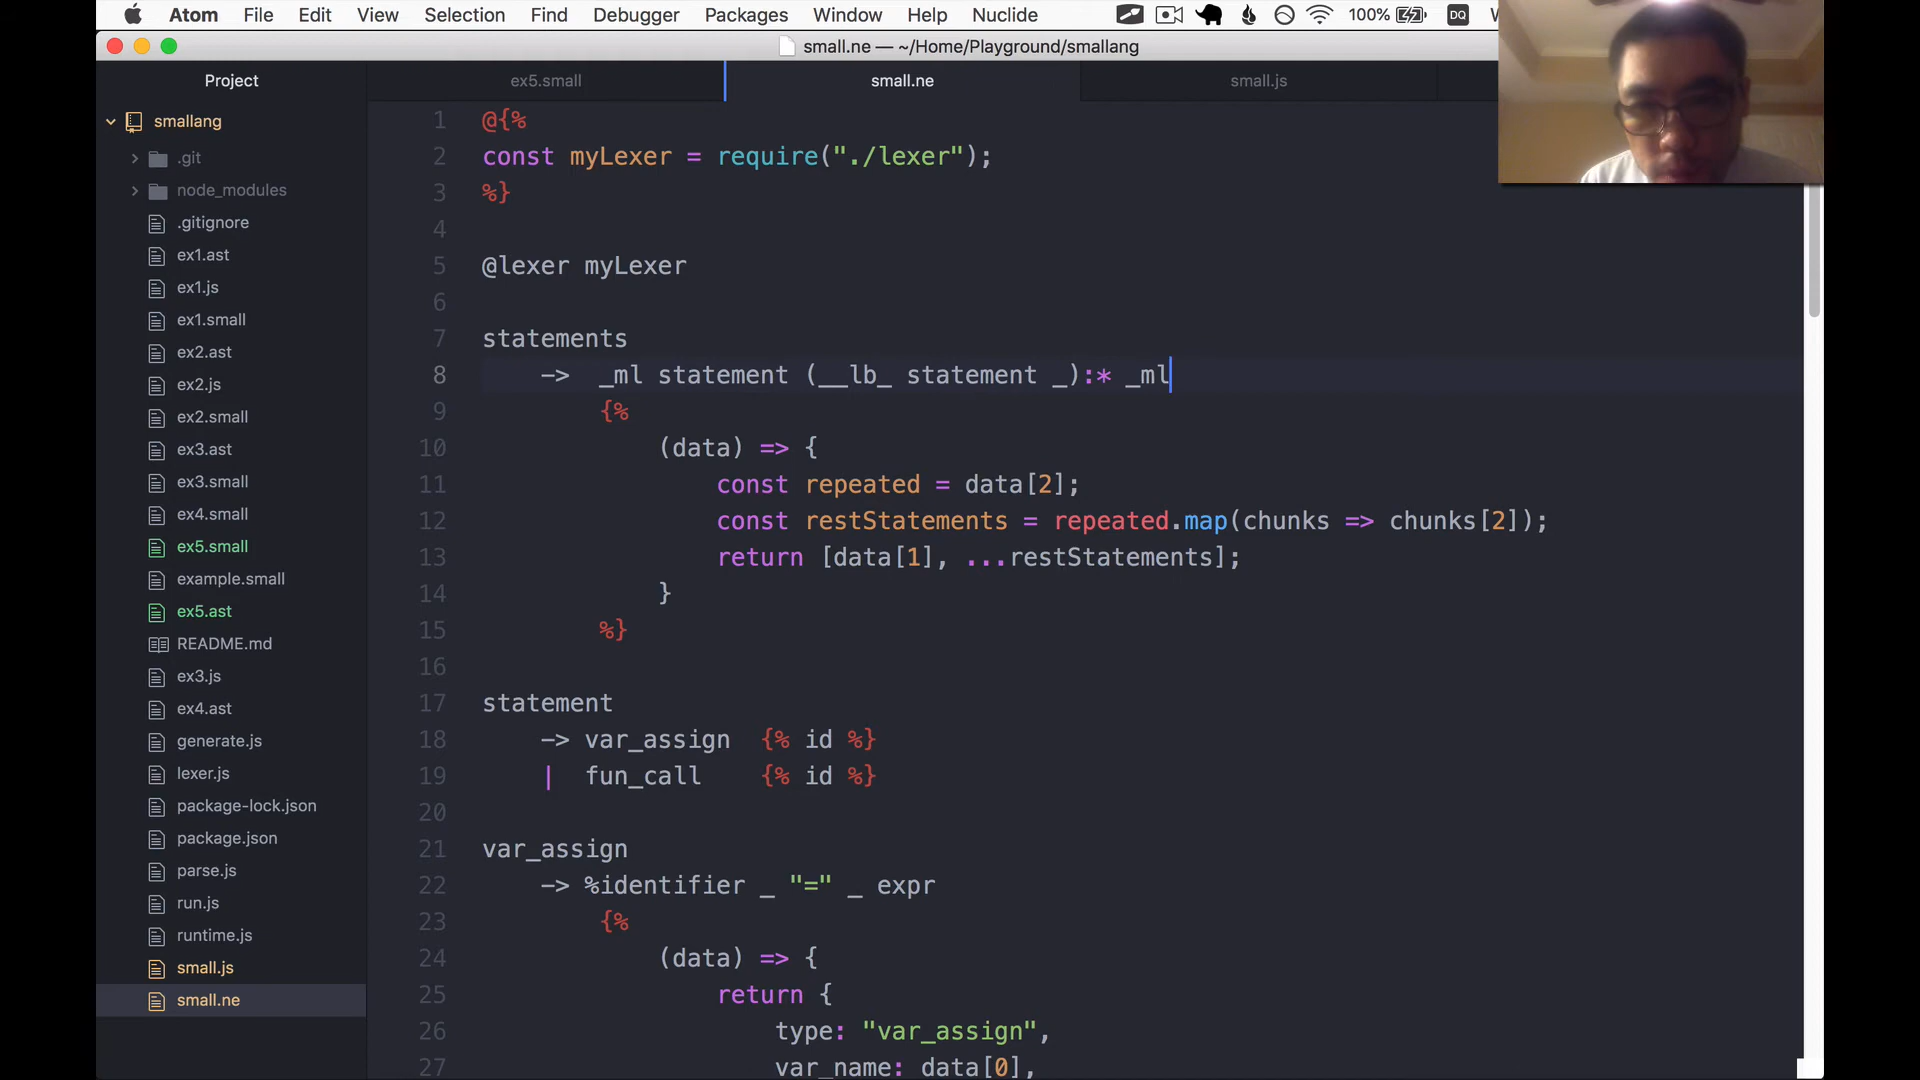 Atom File Edit View Selection Find Debugger Packages Window Help Nuclide 100% DQ
small.ne — ~/Home/Playground/smallang
Project
ex5.small
small.ne
small.js
smallang
.git
node_modules
.gitignore
ex1.ast
ex1.js
ex1.small
ex2.ast
ex2.js
ex2.small
ex3.ast
ex3.small
ex4.small
ex5.small
example.small
ex5.ast
README.md
ex3.js
ex4.ast
generate.js
lexer.js
package-lock.json
package.json
parse.js
run.js
runtime.js
small.js
small.ne
1 @{%
2 const myLexer = require("./lexer");
3 %}
4
5 @lexer myLexer
6
7 statements
8 -> _ml statement (__lb_ statement _):* _ml
9 {%
10 (data) => {
11 const repeated = data[2];
12 const restStatements = repeated.map(chunks => chunks[2]);
13 return [data[1], ...restStatements];
14 }
15 %}
16
17 statement
18 -> var_assign {% id %}
19 | fun_call {% id %}
20
21 var_assign
22 -> %identifier _ "=" _ expr
23 {%
24 (data) => {
25 return {
26 type: "var_assign",
27 var_name: data[0],